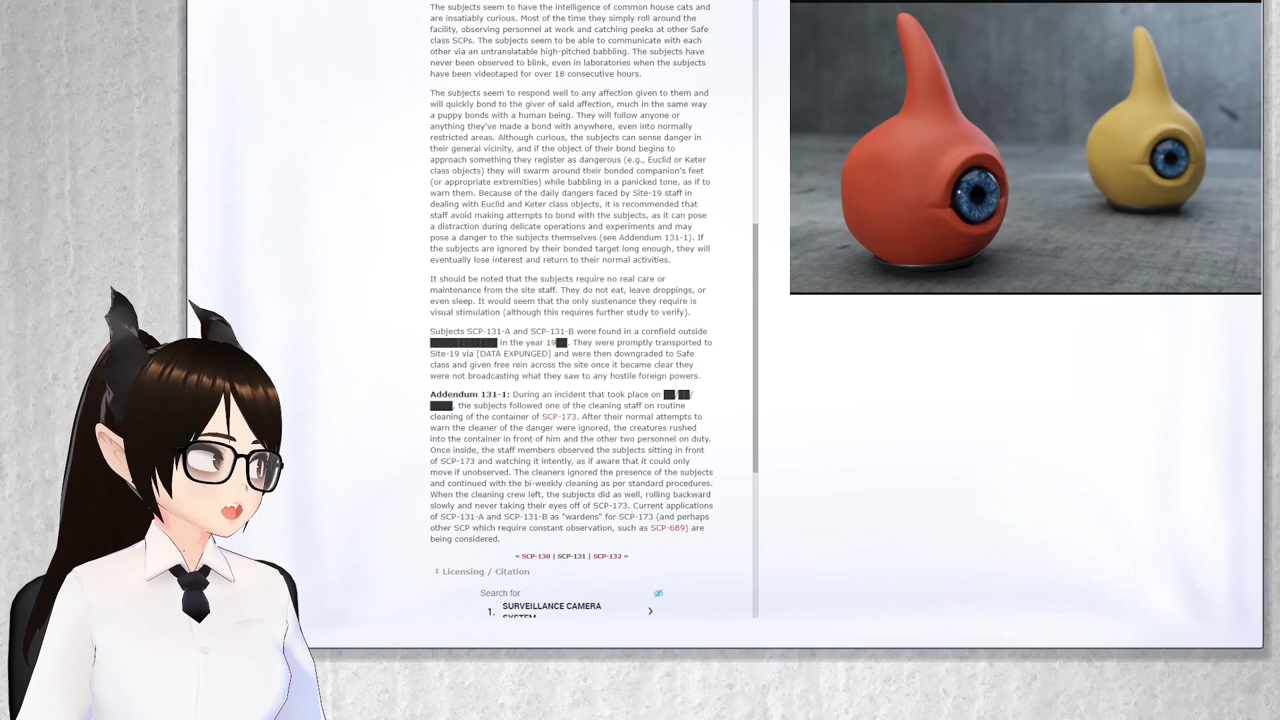 The subjects seem to have the intelligence of common house cats and
are insatiably curious. Most of the time they simply roll around the
facility, observing personnel at work and catching peeks at other Safe
class SCPs. The subjects seem to be able to communicate with each
other via an untranslatable high-pitched babbling. The subjects have
never been observed to blink, even in laboratories when the subjects
have been videotaped for over 18 consecutive hours.
The subjects seem to respond well to any affection given to them and
will quickly bond to the giver of said affection, much in the same way
a puppy bonds with a human being. They will follow anyone or
anything they've made a bond with anywhere, even into normally
restricted areas. Although curious, the subjects can sense danger in
their general vicinity, and if the object of their bond begins to
approach something they register as dangerous (e.g., Euclid or Keter
class objects) they will swarm around their bonded companion's feet
(or appropriate extremities) while babbling in a panicked tone, as if to
warn them. Because of the daily dangers faced by Site-19 staff in
dealing with Euclid and Keter class objects, it is recommended that
staff avoid making attempts to bond with the subjects, as it can pose
a distraction during delicate operations and experiments and may
pose a danger to the subjects themselves (see Addendum 131-1). If
the subjects are ignored by their bonded target long enough, they will
eventually lose interest and return to their normal activities.
It should be noted that the subjects require no real care or
maintenance from the site staff. They do not eat, leave droppings, or
even sleep. It would seem that the only sustenance they require is
visual stimulation (although this requires further study to verify).
Subjects SCP-131-A and SCP-131-B were found in a cornfield outside
████████████ in the year 19██. They were promptly transported to
Site-19 via [DATA EXPUNGED] and were then downgraded to Safe
class and given free rein across the site once it became clear they
were not broadcasting what they saw to any hostile foreign powers.
Addendum 131-1: During an incident that took place on ██/██/
████, the subjects followed one of the cleaning staff on routine
cleaning of the container of SCP-173. After their normal attempts to
warn the cleaner of the danger were ignored, the creatures rushed
into the container in front of him and the other two personnel on duty.
Once inside, the staff members observed the subjects sitting in front
of SCP-173 and watching it intently, as if aware that it could only
move if unobserved. The cleaners ignored the presence of the subjects
and continued with the bi-weekly cleaning as per standard procedures.
When the cleaning crew left, the subjects did as well, rolling backward
slowly and never taking their eyes off of SCP-173. Current applications
of SCP-131-A and SCP-131-B as "wardens" for SCP-173 (and perhaps
other SCP which require constant observation, such as SCP-689) are
being considered.
« SCP-130 | SCP-131 | SCP-132 »
Licensing / Citation
Search for
1. SURVEILLANCE CAMERA
SYSTEM